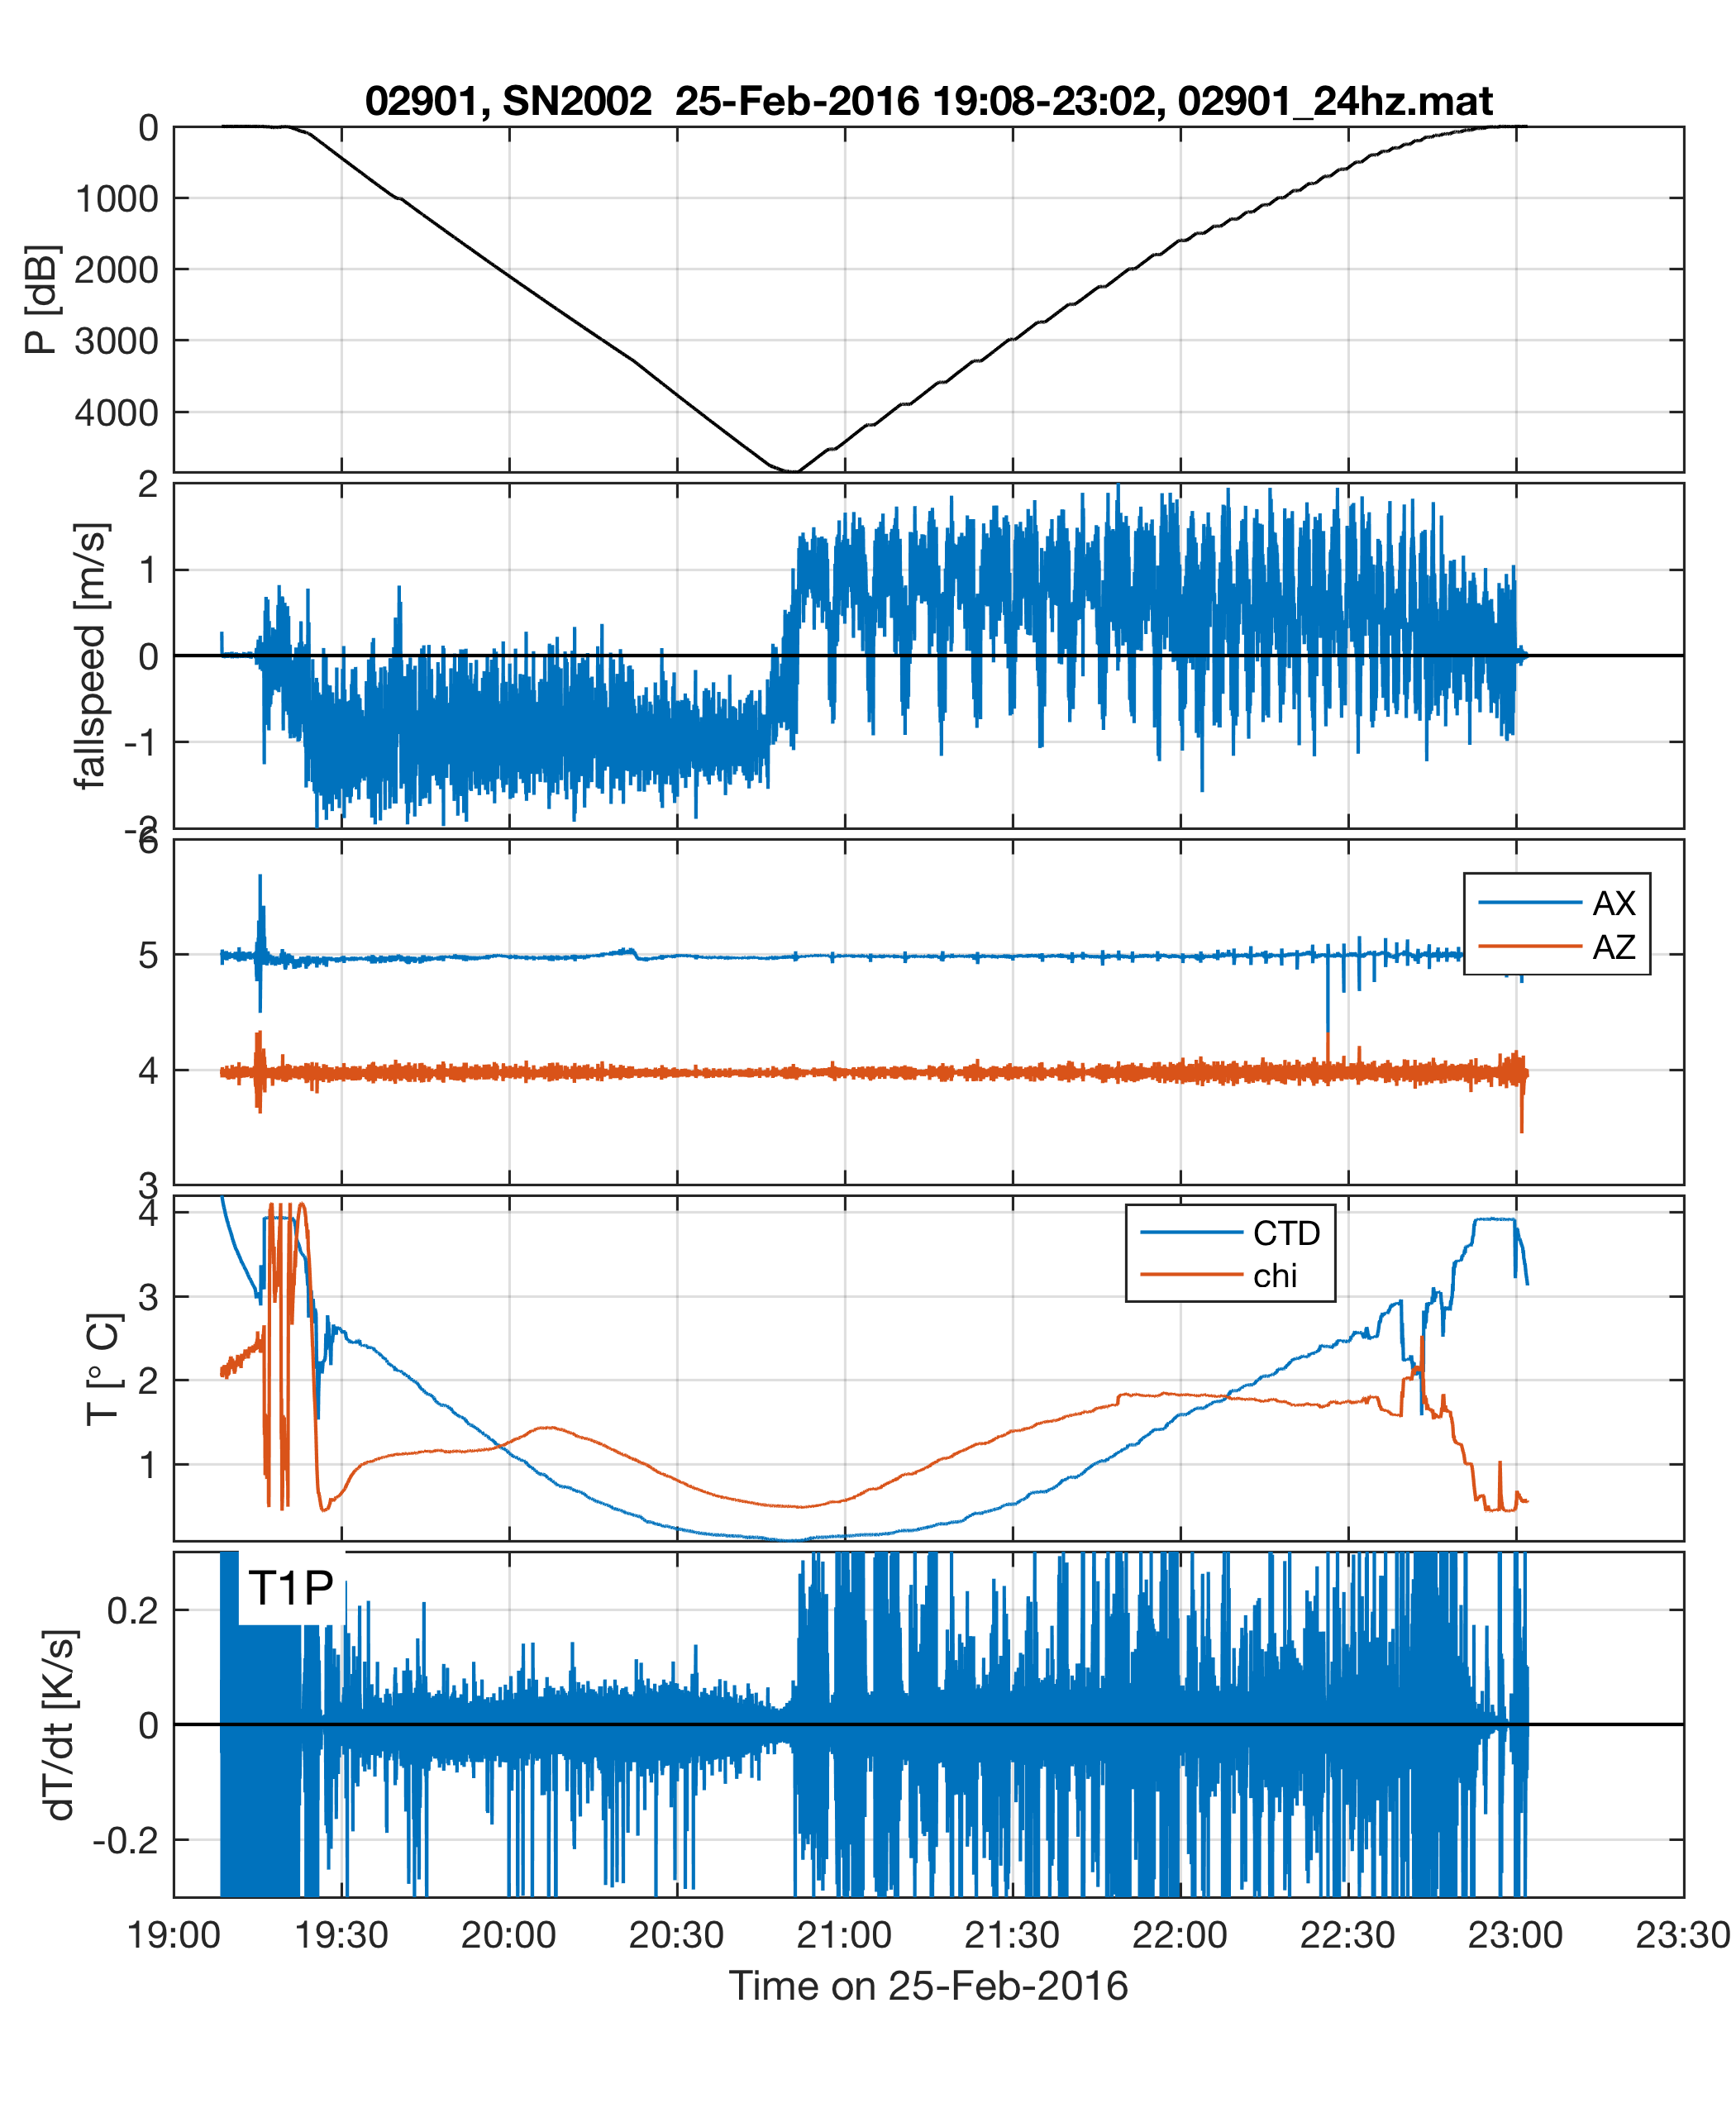 02901, SN2002  25-Feb-2016 19:08-23:02, 02901_24hz.mat
0
1000
2000
3000
4000
P [dB]
2
1
0
-1
-2
fallspeed [m/s]
6
5
4
3
AX
AZ
4
3
2
1
3
T [° C]
CTD
chi
T1P
0.2
0
-0.2
dT/dt [K/s]
19:00 19:30 20:00 20:30 21:00 21:30 22:00 22:30 23:00 23:30
Time on 25-Feb-2016